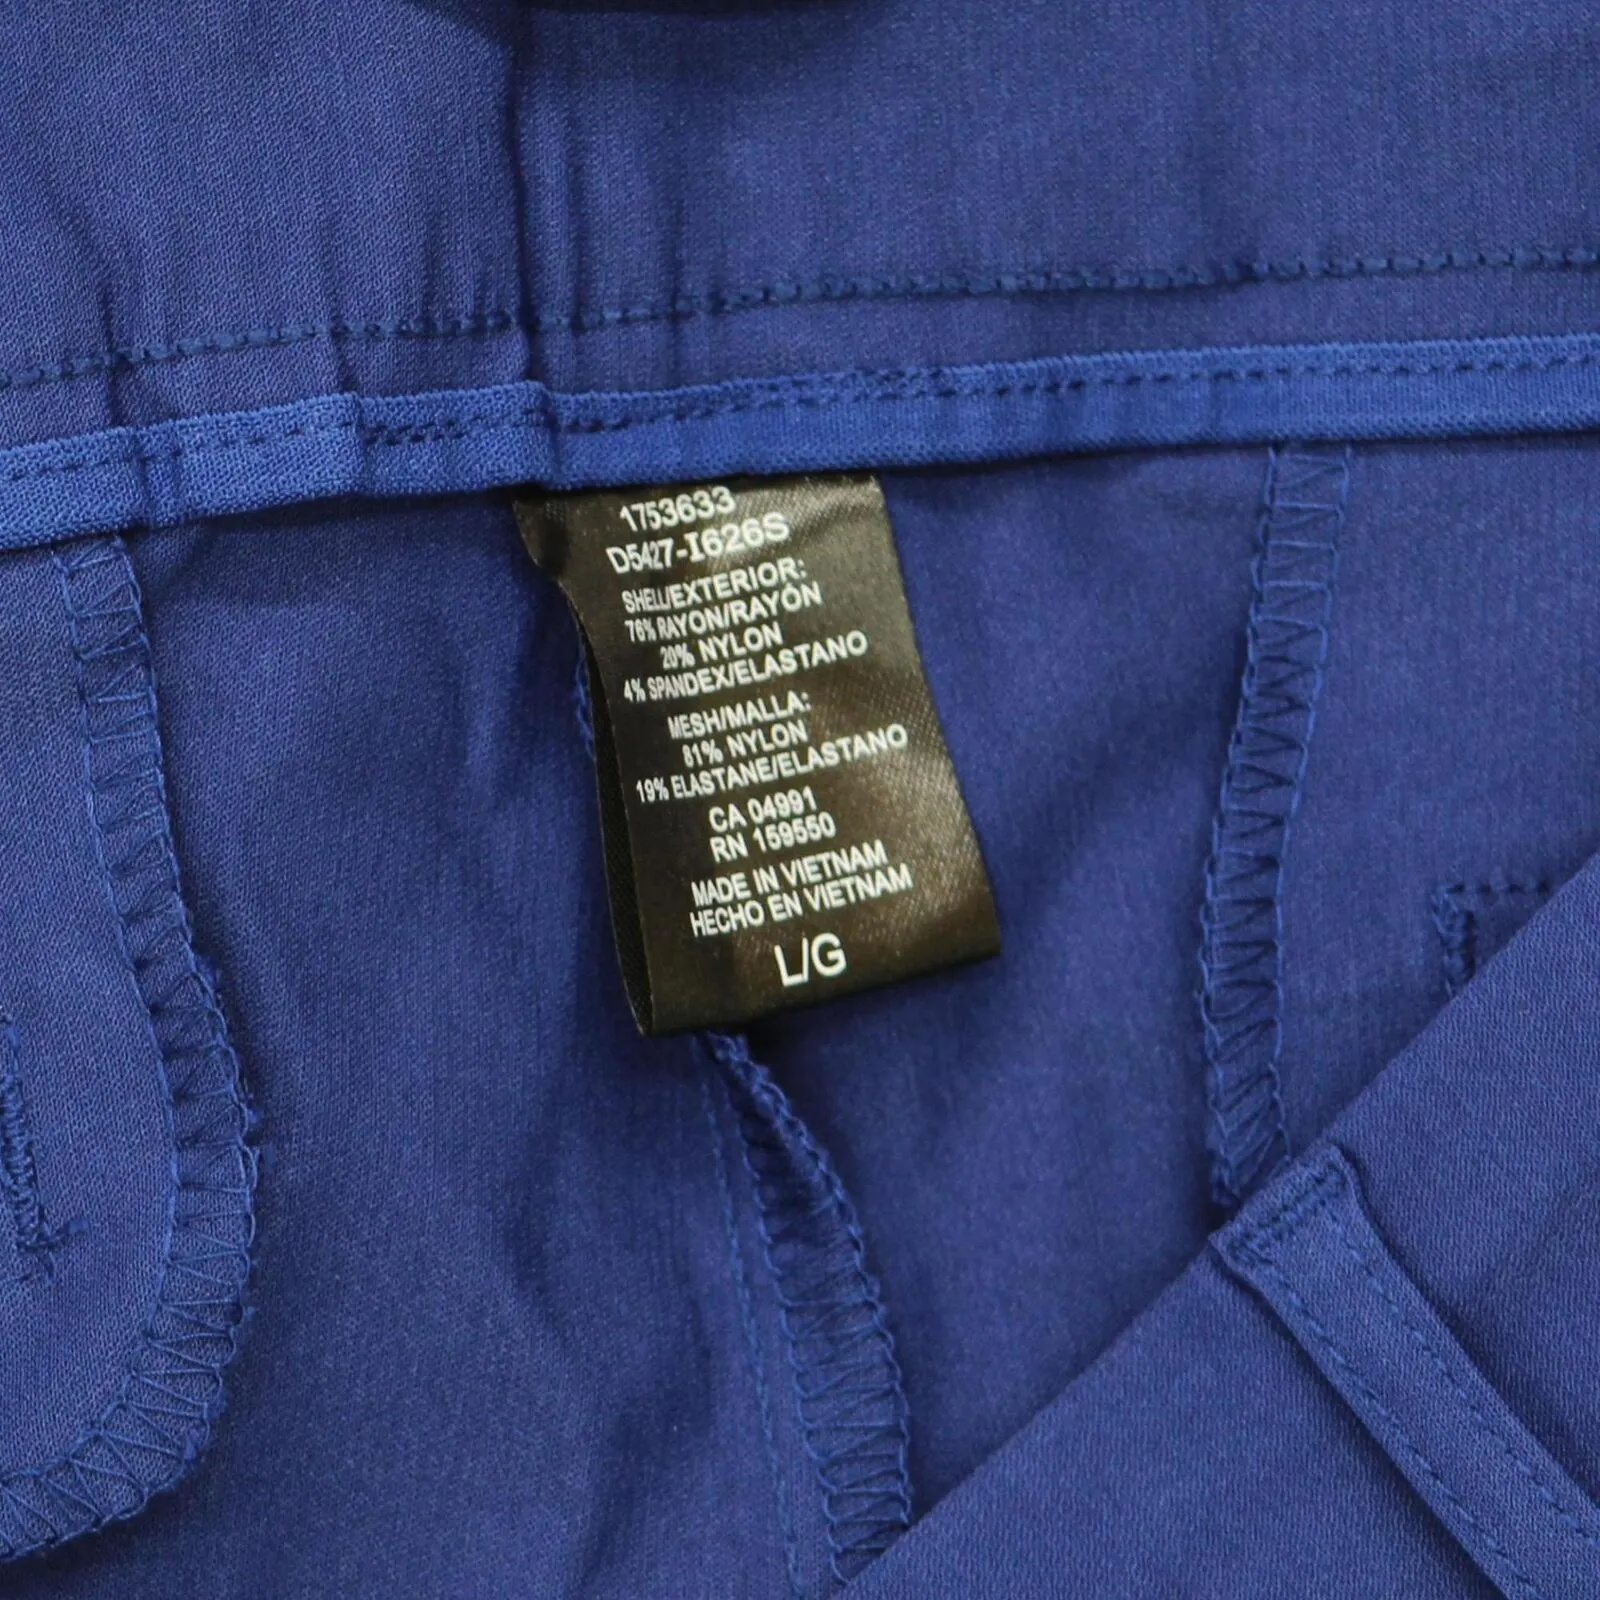 1753633
D5427-I626S
SHELL/EXTERIOR:
76% RAYON/RAYÓN
20% NYLON
4% SPANDEX/ELASTANO
MESH/MALLA:
81% NYLON
19% ELASTANE/ELASTANO
CA 04991
RN 159550
MADE IN VIETNAM
HECHO EN VIETNAM
L/G